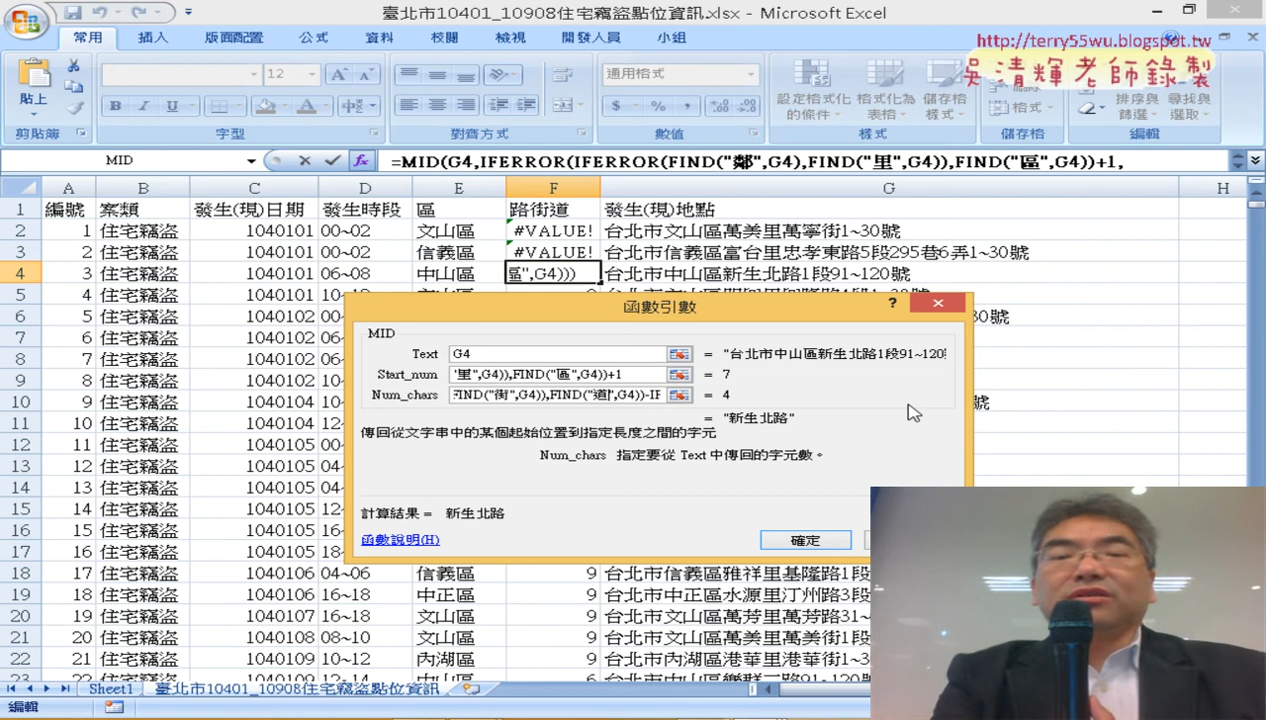 臺北市10401_10908住宅竊盜點位資訊.xlsx - Microsoft Excel
常用 插入 版面配置 公式 資料 校閱 檢視 開發人員 小組
http://terry55wu.blogspot.tw
吳清輝老師錄製
貼上 12 B I U 中 通用格式 $ % , 設定格式化的條件 格式化為表格 儲存格樣式 格式 排序與篩選 尋找與選取
剪貼簿 字型 對齊方式 數值 樣式 儲存格 編輯
MID =MID(G4,IFERROR(IFERROR(FIND("鄰",G4),FIND("里",G4)),FIND("區",G4))+1,
A B C D E F G H
1 編號 案類 發生(現)日期 發生時段 區 路街道 發生(現)地點
2 1 住宅竊盜 1040101 00~02 文山區 #VALUE! 台北市文山區萬美里萬寧街1~30號
3 2 住宅竊盜 1040101 00~02 信義區 #VALUE! 台北市信義區富台里忠孝東路5段295巷6弄1~30號
4 3 住宅竊盜 1040101 06~08 中山區 區",G4))) 台北市中山區新生北路1段91~120號
5 4 住宅竊盜 1040101
6 5 住宅竊盜 1040102 30號
7 6 住宅竊盜 1040102
8 7 住宅竊盜 1040102
9 8 住宅竊盜 1040102
10 9 住宅竊盜 1040104 號
11 10 住宅竊盜 1040104
12 11 住宅竊盜 1040105
13 12 住宅竊盜 1040105
14 13 住宅竊盜 1040105
15 14 住宅竊盜 1040105
16 15 住宅竊盜 1040105
17 16 住宅竊盜 1040105
函數引數
MID
Text G4 = "台北市中山區新生北路1段91~120
Start_num "里",G4)),FIND("區",G4))+1 = 7
Num_chars FIND("街",G4)),FIND("道",G4))-IF = 4
= "新生北路"
傳回從文字串中的某個起始位置到指定長度之間的字元
Num_chars 指定要從 Text 中傳回的字元數。
計算結果 = 新生北路
函數說明(H) 確定
18 17 住宅竊盜 1040106 04~06 信義區 9 台北市信義區雅祥里基隆路1段
19 18 住宅竊盜 1040106 16~18 中正區 9 台北市中正區水源里汀州路3段
20 19 住宅竊盜 1040107 16~18 文山區 9 台北市文山區萬芳里萬芳路31~
21 20 住宅竊盜 1040108 08~10 文山區 9 台北市文山區萬美里萬美街1段
22 21 住宅竊盜 1040109 10~12 內湖區 9 台北市內湖區港華里港華街1~3
Sheet1 臺北市10401_10908住宅竊盜點位資訊
編輯